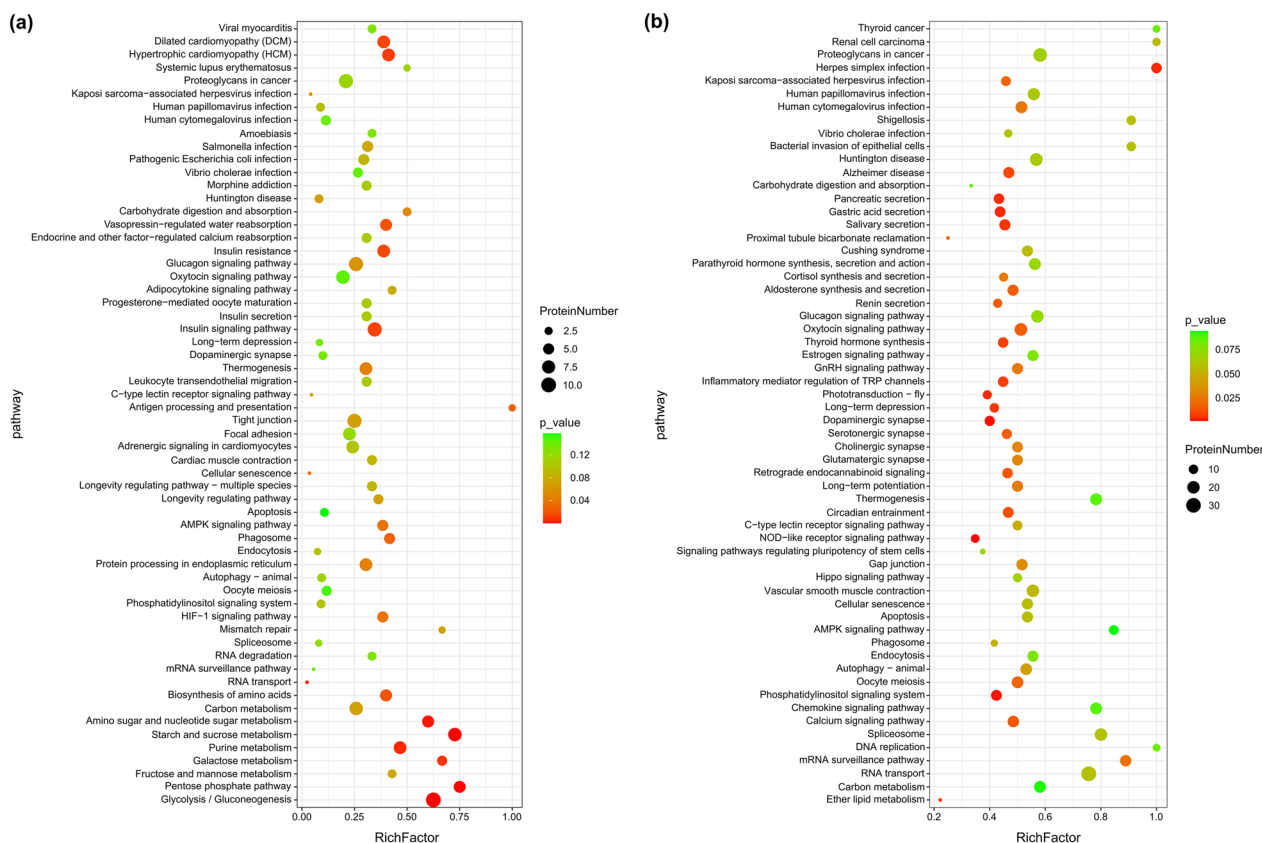 (a)
Viral myocarditis
Dilated cardiomyopathy (DCM)
Hypertrophic cardiomyopathy (HCM)
Systemic lupus erythematosus
Proteoglycans in cancer
Kaposi sarcoma−associated herpesvirus infection
Human papillomavirus infection
Human cytomegalovirus infection
Amoebiasis
Salmonella infection
Pathogenic Escherichia coli infection
Vibrio cholerae infection
Morphine addiction
Huntington disease
Carbohydrate digestion and absorption
Vasopressin−regulated water reabsorption
Endocrine and other factor−regulated calcium reabsorption
Insulin resistance
Glucagon signaling pathway
Oxytocin signaling pathway
Adipocytokine signaling pathway
Progesterone−mediated oocyte maturation
Insulin secretion
Insulin signaling pathway
Long−term depression
Dopaminergic synapse
Thermogenesis
Leukocyte transendothelial migration
C−type lectin receptor signaling pathway
Antigen processing and presentation
Tight junction
Focal adhesion
Adrenergic signaling in cardiomyocytes
Cardiac muscle contraction
Cellular senescence
Longevity regulating pathway − multiple species
Longevity regulating pathway
Apoptosis
AMPK signaling pathway
Phagosome
Endocytosis
Protein processing in endoplasmic reticulum
Autophagy − animal
Oocyte meiosis
Phosphatidylinositol signaling system
HIF−1 signaling pathway
Mismatch repair
Spliceosome
RNA degradation
mRNA surveillance pathway
RNA transport
Biosynthesis of amino acids
Carbon metabolism
Amino sugar and nucleotide sugar metabolism
Starch and sucrose metabolism
Purine metabolism
Galactose metabolism
Fructose and mannose metabolism
Pentose phosphate pathway
Glycolysis / Gluconeogenesis
pathway
0.00 0.25 0.50 0.75 1.00
RichFactor
ProteinNumber
2.5
5.0
7.5
10.0
p_value
0.12
0.08
0.04
(b)
Thyroid cancer
Renal cell carcinoma
Proteoglycans in cancer
Herpes simplex infection
Kaposi sarcoma−associated herpesvirus infection
Human papillomavirus infection
Human cytomegalovirus infection
Shigellosis
Vibrio cholerae infection
Bacterial invasion of epithelial cells
Huntington disease
Alzheimer disease
Carbohydrate digestion and absorption
Pancreatic secretion
Gastric acid secretion
Salivary secretion
Proximal tubule bicarbonate reclamation
Cushing syndrome
Parathyroid hormone synthesis, secretion and action
Cortisol synthesis and secretion
Aldosterone synthesis and secretion
Renin secretion
Glucagon signaling pathway
Oxytocin signaling pathway
Thyroid hormone synthesis
Estrogen signaling pathway
GnRH signaling pathway
Inflammatory mediator regulation of TRP channels
Phototransduction − fly
Long−term depression
Dopaminergic synapse
Serotonergic synapse
Cholinergic synapse
Glutamatergic synapse
Retrograde endocannabinoid signaling
Long−term potentiation
Thermogenesis
Circadian entrainment
C−type lectin receptor signaling pathway
NOD−like receptor signaling pathway
Signaling pathways regulating pluripotency of stem cells
Gap junction
Hippo signaling pathway
Vascular smooth muscle contraction
Cellular senescence
Apoptosis
AMPK signaling pathway
Phagosome
Endocytosis
Autophagy − animal
Oocyte meiosis
Phosphatidylinositol signaling system
Chemokine signaling pathway
Calcium signaling pathway
Spliceosome
DNA replication
mRNA surveillance pathway
RNA transport
Carbon metabolism
Ether lipid metabolism
pathway
0.2 0.4 0.6 0.8 1.0
RichFactor
p_value
0.075
0.050
0.025
ProteinNumber
10
20
30